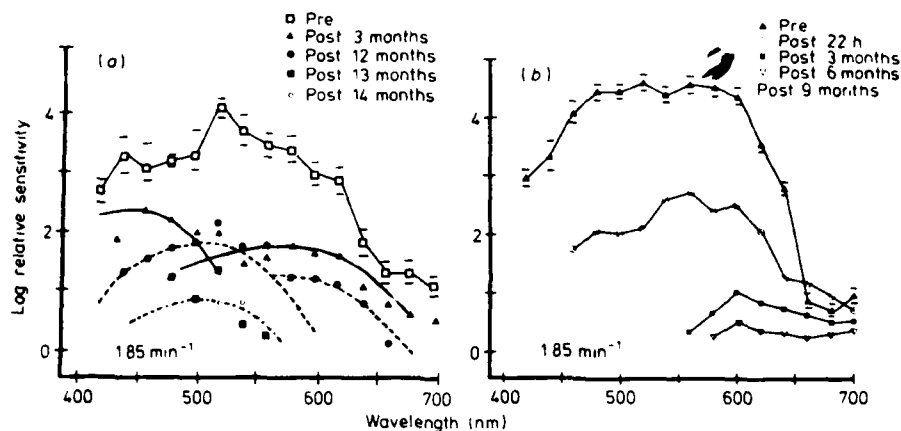 Pre
Post 3 months
Post 12 months
Post 13 months
Post 14 months
(a)
Log relative sensitivity
4
2
0
185 min⁻¹
400
500
600
700
Pre
Post 22 h
Post 3 months
Post 6 months
Post 9 months
(b)
4
2
0
185 min⁻¹
400
500
600
700
Wavelength (nm)